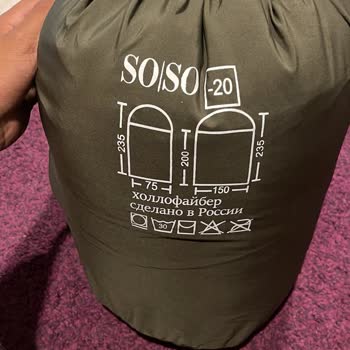 SO|SO -20
235
200
235
75
150
холлофайбер
сделано в России
30